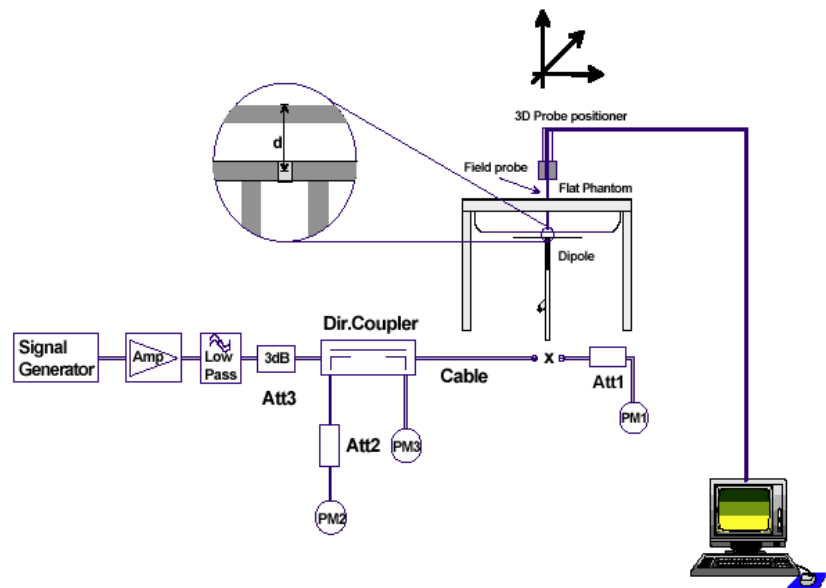 3D Probe positioner
d
Field probe
Flat Phantom
Dipole
Dir.Coupler
Signal
Generator
Amp
Low
Pass
3dB
Att3
Cable
x
Att1
PM1
Att2
PM3
PM2